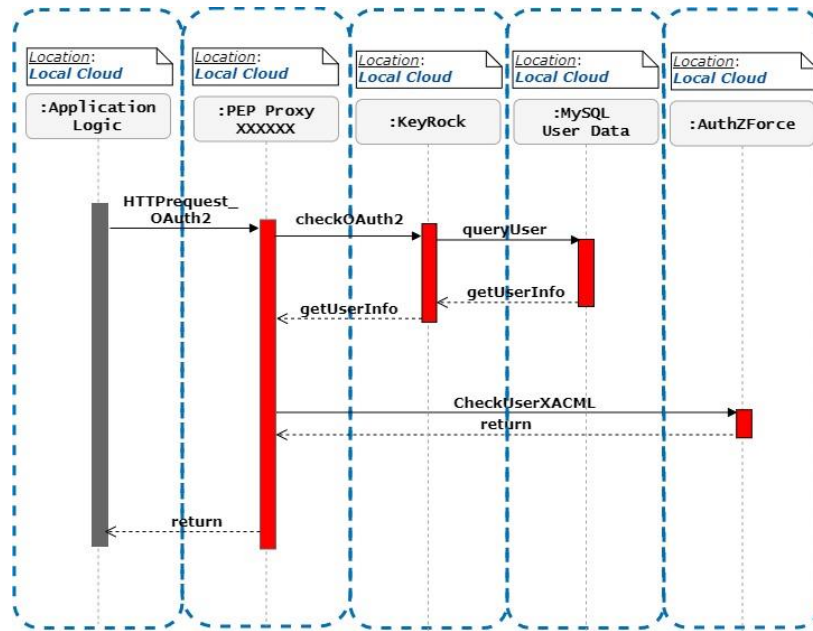 Location:
Local Cloud
Location:
Local Cloud
Location:
Local Cloud
Location:
Local Cloud
Location:
Local Cloud
:Application
Logic
:PEP Proxy
XXXXXX
:KeyRock
:MySQL
User Data
:AuthZForce
HTTPrequest_
OAuth2
checkOAuth2
queryUser
getUserInfo
getUserInfo
CheckUserXACML
return
return